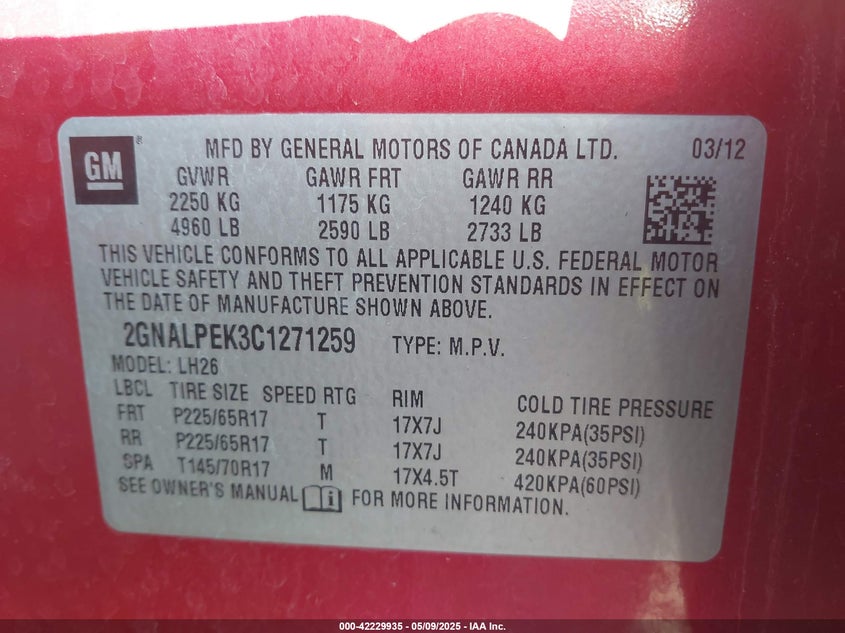 GM ® MFD BY GENERAL MOTORS OF CANADA LTD. 03/12
GVWR GAWR FRT GAWR RR
2250 KG 1175 KG 1240 KG
4960 LB 2590 LB 2733 LB
THIS VEHICLE CONFORMS TO ALL APPLICABLE U.S. FEDERAL MOTOR
VEHICLE SAFETY AND THEFT PREVENTION STANDARDS IN EFFECT ON
THE DATE OF MANUFACTURE SHOWN ABOVE.
2GNALPEK3C1271259 TYPE: M.P.V.
MODEL: LH26
LBCL TIRE SIZE SPEED RTG RIM COLD TIRE PRESSURE
FRT P225/65R17 T 17X7J 240KPA(35PSI)
RR P225/65R17 T 17X7J 240KPA(35PSI)
SPA T145/70R17 M 17X4.5T 420KPA(60PSI)
SEE OWNER'S MANUAL FOR MORE INFORMATION.
000-42229935 - 05/09/2025 - IAA Inc.